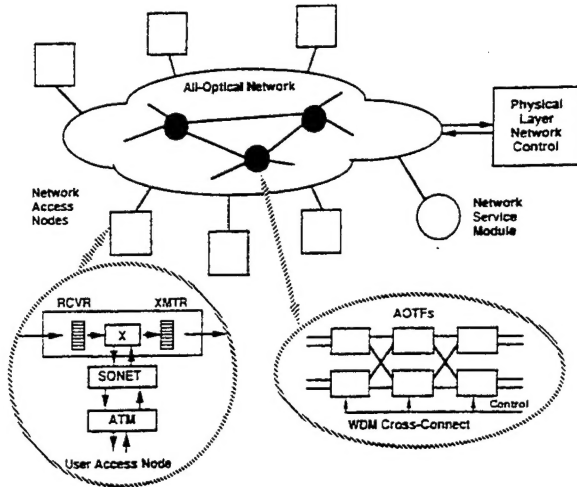 All-Optical Network
Physical
Layer
Network
Control
Network
Access
Nodes
Network
Service
Module
RCVR
XMTR
X
SONET
ATM
User Access Node
AOTFs
Control
WDM Cross-Connect